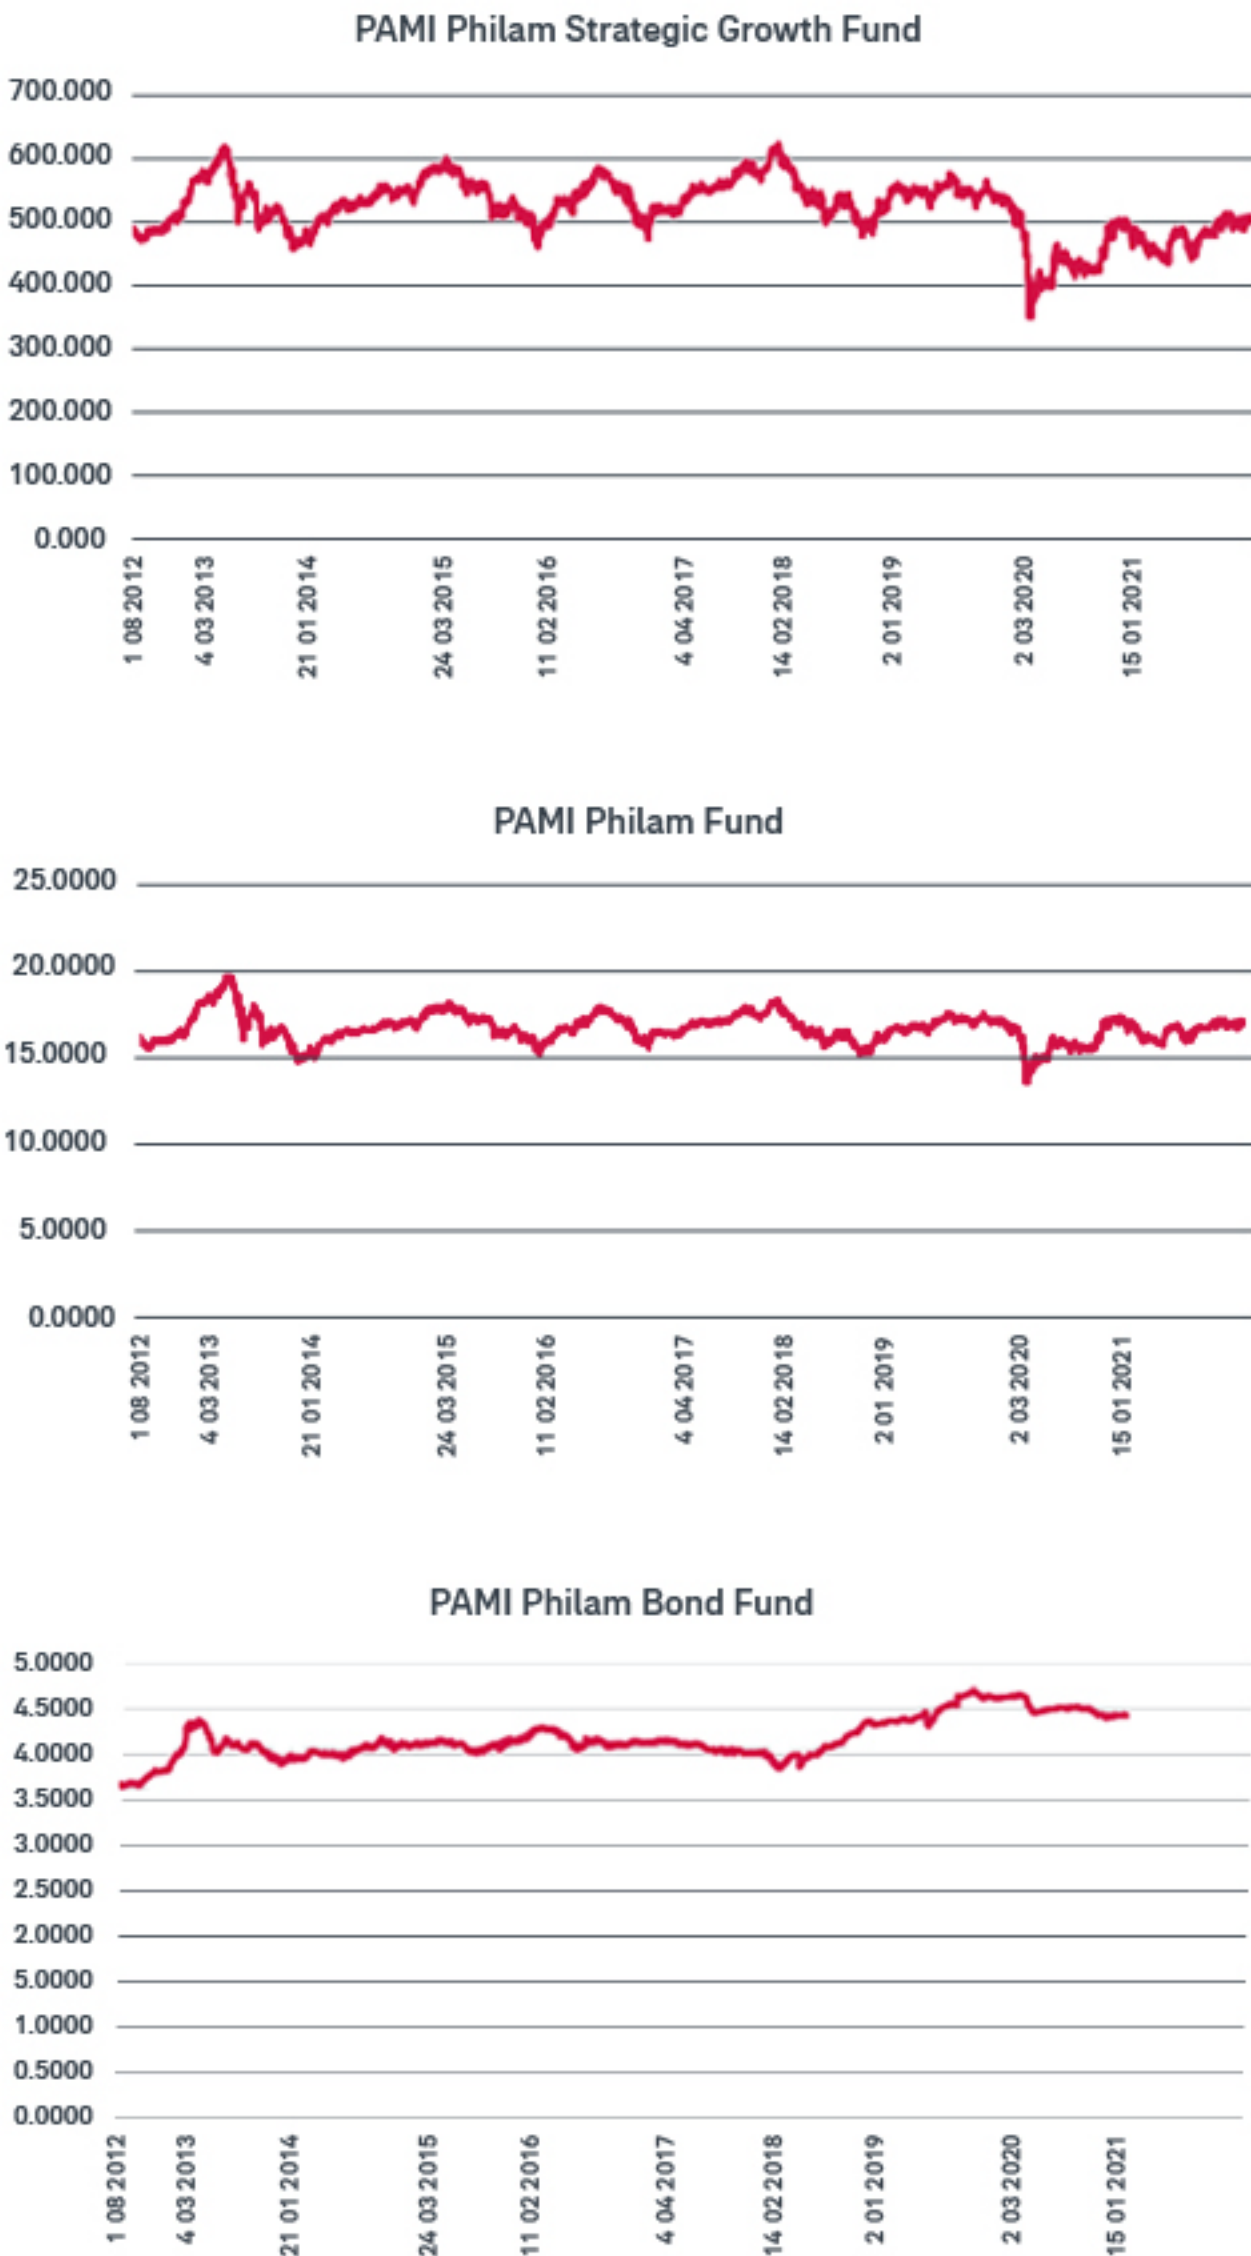 PAMI Philam Strategic Growth Fund
700.000
600.000
500.000
400.000
300.000
200.000
100.000
0.000
1 08 2012
4 03 2013
21 01 2014
24 03 2015
11 02 2016
4 04 2017
14 02 2018
2 01 2019
2 03 2020
15 01 2021
PAMI Philam Fund
25.0000
20.0000
15.0000
10.0000
5.0000
0.0000
1 08 2012
4 03 2013
21 01 2014
24 03 2015
11 02 2016
4 04 2017
14 02 2018
2 01 2019
2 03 2020
15 01 2021
PAMI Philam Bond Fund
5.0000
4.5000
4.0000
3.5000
3.0000
2.5000
2.0000
5.0000
1.0000
0.5000
0.0000
1 08 2012
4 03 2013
21 01 2014
24 03 2015
11 02 2016
4 04 2017
14 02 2018
2 01 2019
2 03 2020
15 01 2021